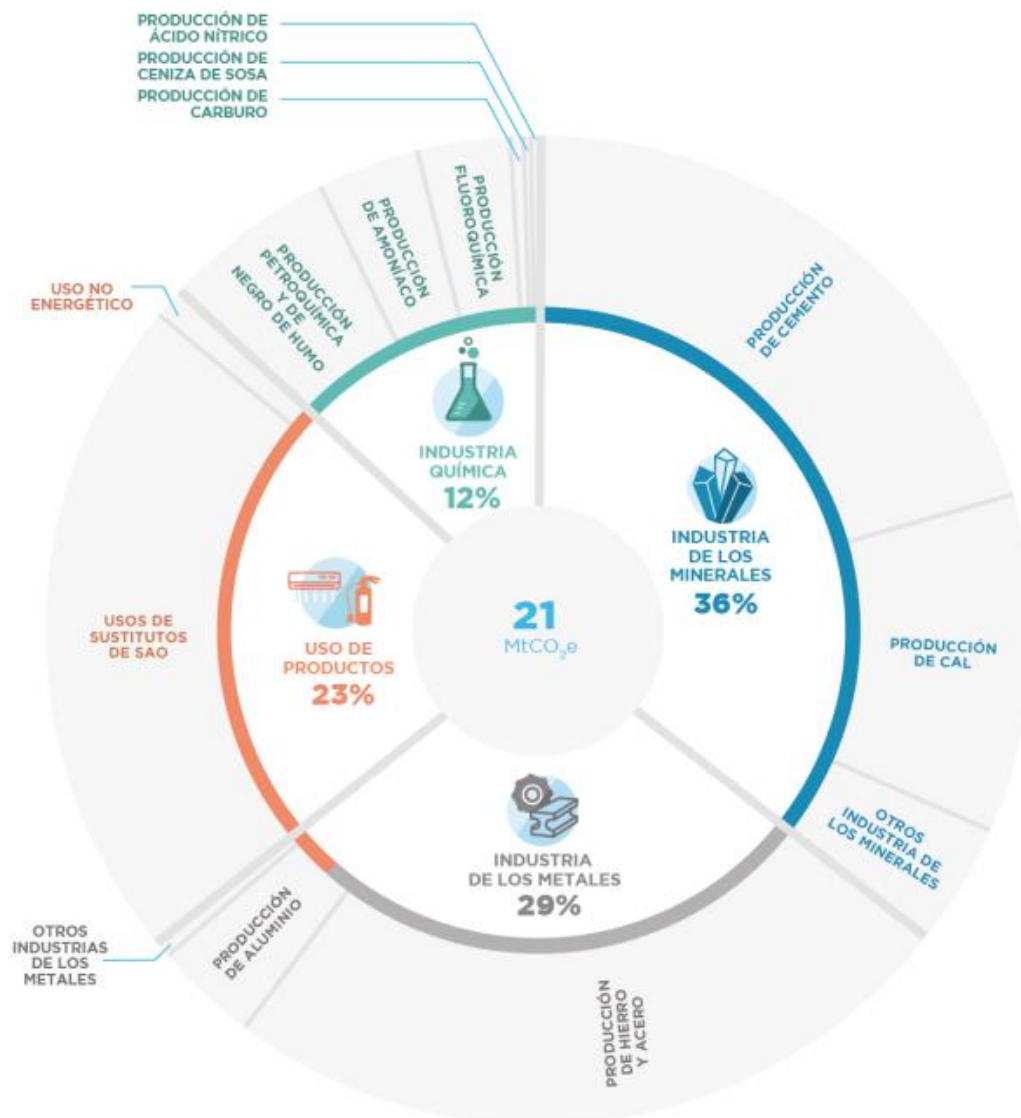 PRODUCCIÓN DE
ÁCIDO NÍTRICO
PRODUCCIÓN DE
CENIZA DE SOSA
PRODUCCIÓN DE
CARBURO
PRODUCCIÓN
FLUOROQUÍMICA
PRODUCCIÓN
DE AMONÍACO
PRODUCCIÓN
PETROQUÍMICA
Y DE
NEGRO DE HUMO
USO NO
ENERGÉTICO
PRODUCCIÓN
DE CEMENTO
INDUSTRIA
QUÍMICA
12%
INDUSTRIA
DE LOS
MINERALES
36%
21
MtCO₂e
USO DE
PRODUCTOS
23%
USOS DE
SUSTITUTOS
DE SAO
PRODUCCIÓN
DE CAL
OTROS
INDUSTRIA DE
LOS MINERALES
INDUSTRIA
DE LOS METALES
29%
OTROS
INDUSTRIAS
DE LOS
METALES
PRODUCCIÓN
DE ALUMINIO
PRODUCCIÓN
DE HIERRO
Y ACERO